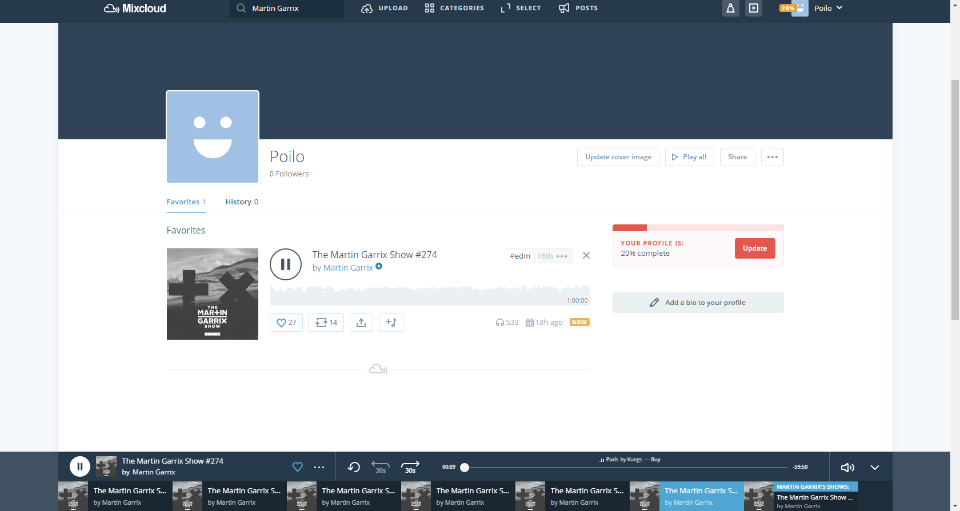 Mixcloud
Martin Garrix
UPLOAD
CATEGORIES
SELECT
POSTS
20%
Poilo
Poilo
0 Followers
Update cover image
Play all
Share
Favorites 1
History 0
Favorites
The Martin Garrix Show #274
by Martin Garrix
#edm
1:00:00
27
14
533
18h ago
NEW
THE
MARTIN
GARRIX
SHOW
YOUR PROFILE IS:
20% complete
Update
Add a bio to your profile
The Martin Garrix Show #274
by Martin Garrix
30s
30s
00:09
Paris by Kungs — Buy
-59:50
The Martin Garrix S...
by Martin Garrix
The Martin Garrix S...
by Martin Garrix
The Martin Garrix S...
by Martin Garrix
The Martin Garrix S...
by Martin Garrix
The Martin Garrix S...
by Martin Garrix
The Martin Garrix S...
by Martin Garrix
MARTIN GARRIX'S SHOWS:
The Martin Garrix Show ...
by Martin Garrix